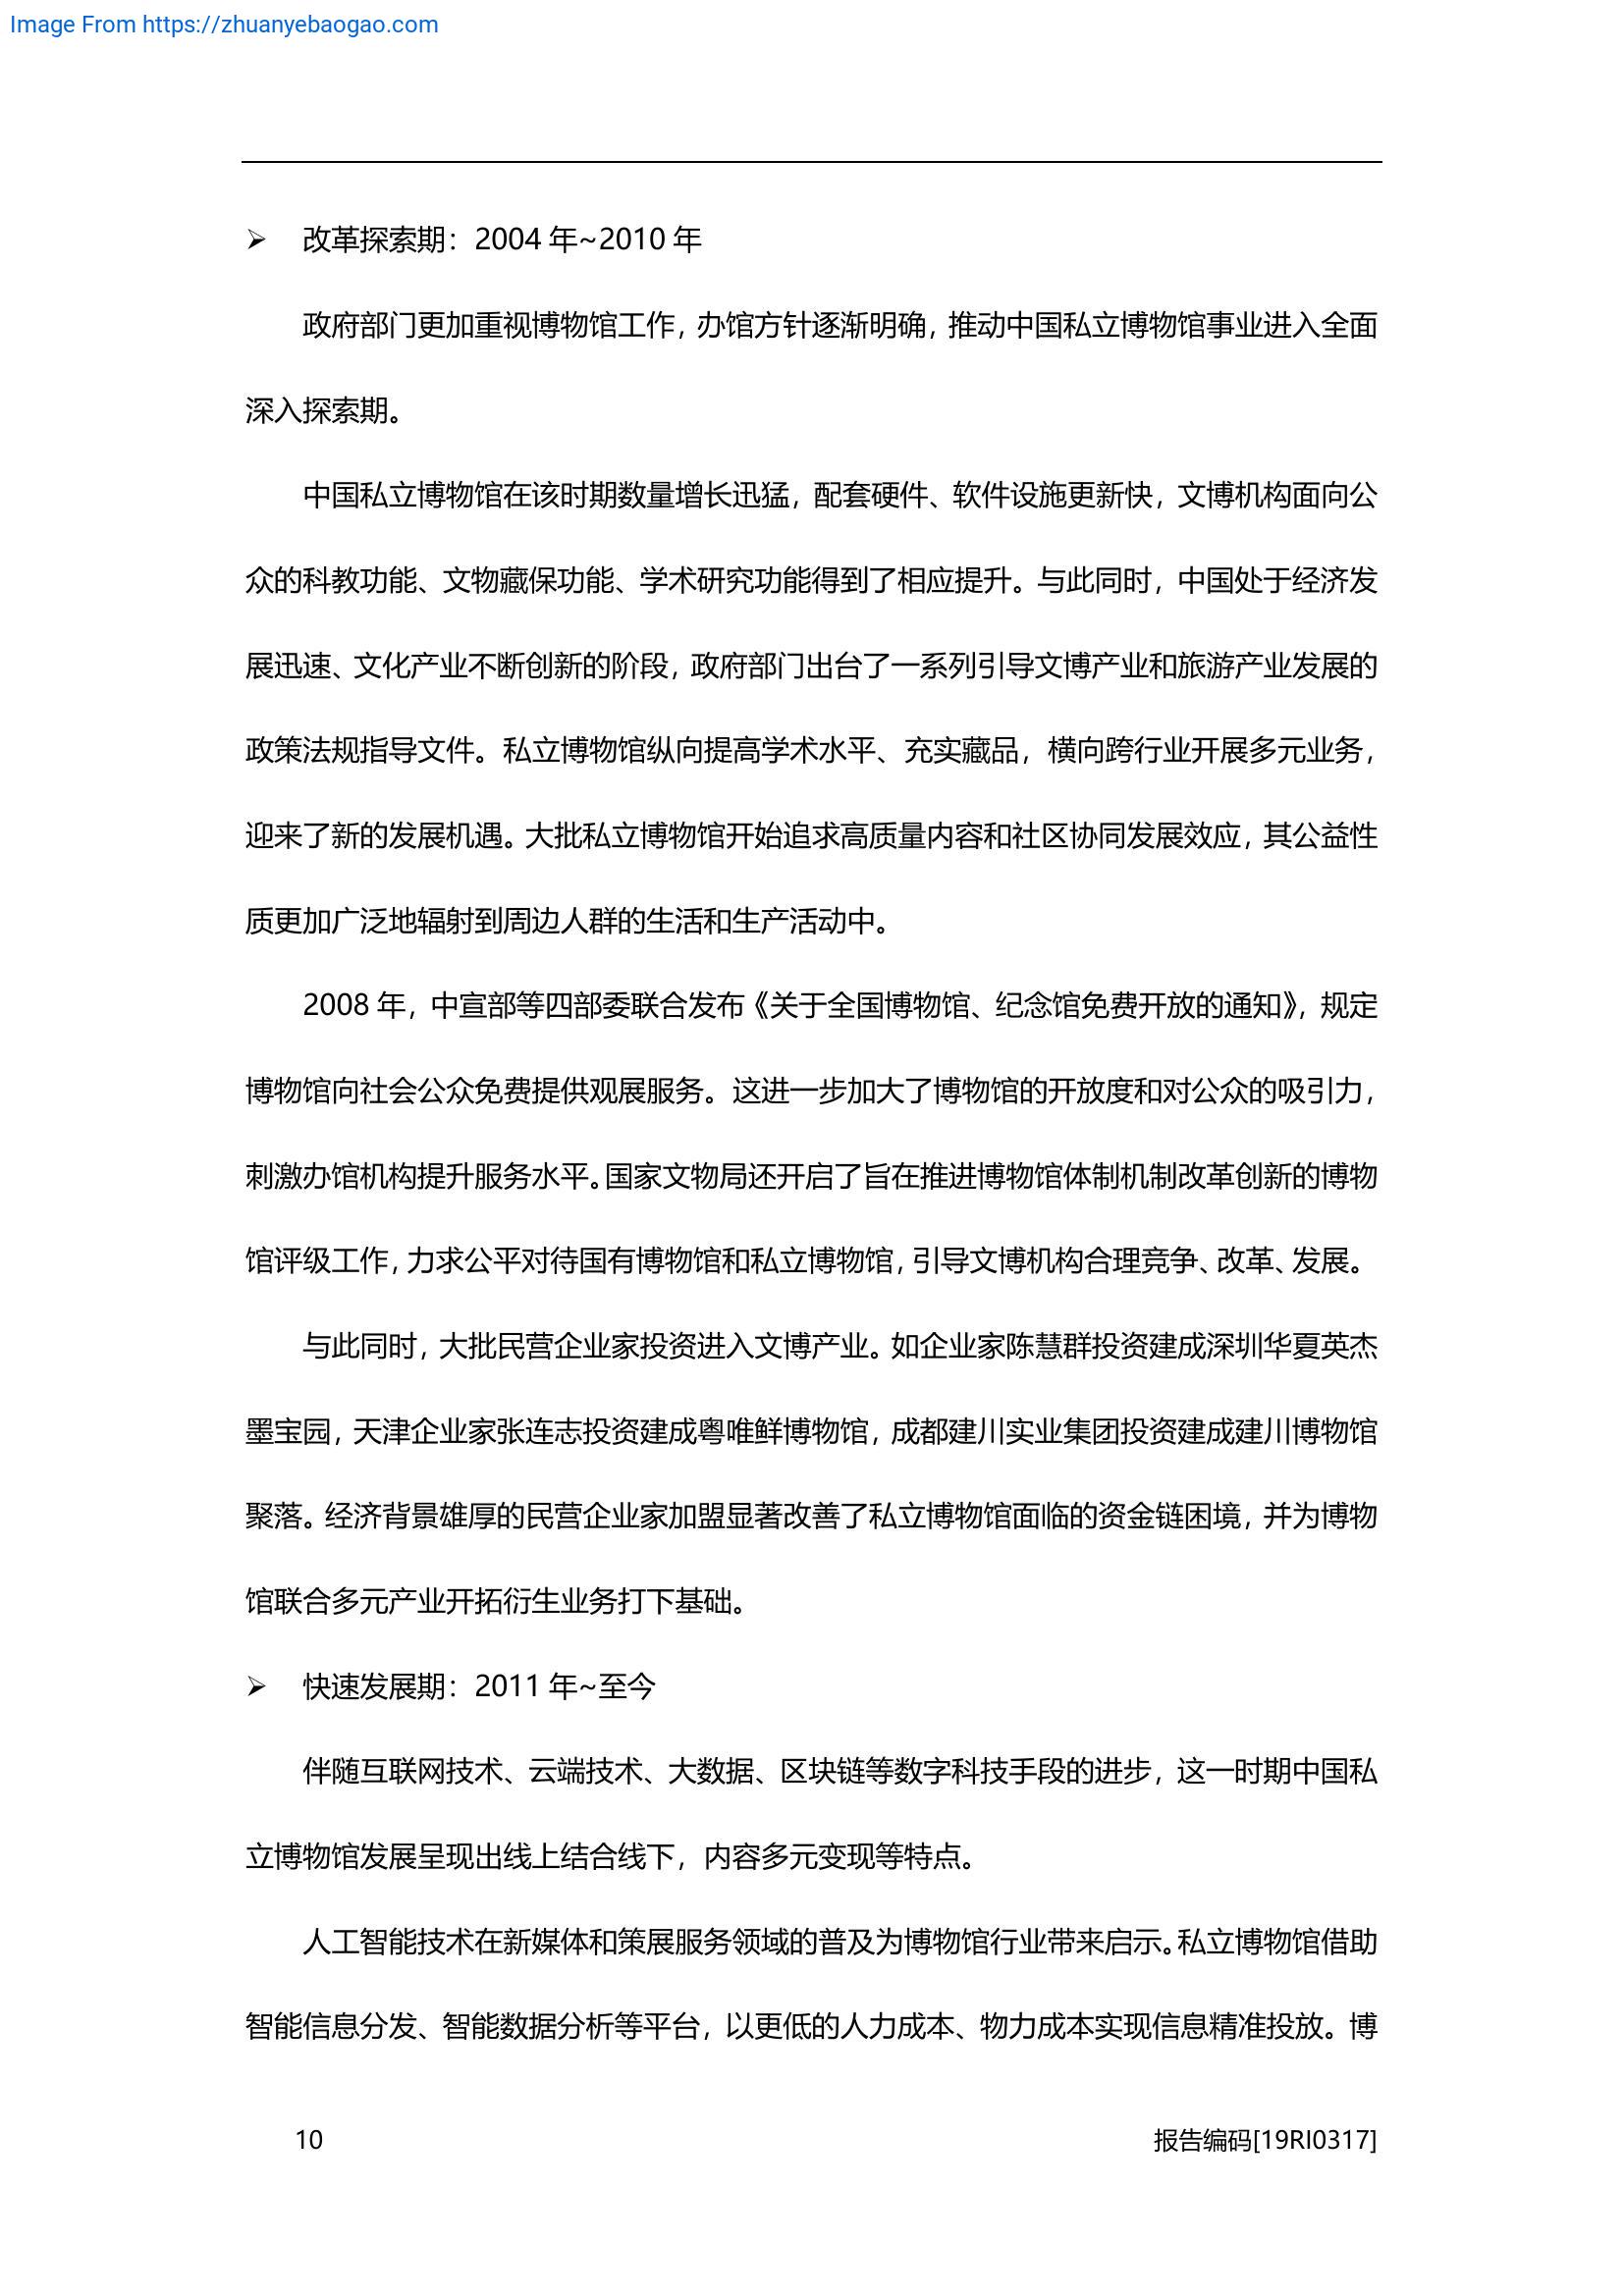 Image From https://zhuanyebaogao.com
➢ 改革探索期：2004 年~2010 年
政府部门更加重视博物馆工作，办馆方针逐渐明确，推动中国私立博物馆事业进入全面
深入探索期。
中国私立博物馆在该时期数量增长迅猛，配套硬件、软件设施更新快，文博机构面向公
众的科教功能、文物藏保功能、学术研究功能得到了相应提升。与此同时，中国处于经济发
展迅速、文化产业不断创新的阶段，政府部门出台了一系列引导文博产业和旅游产业发展的
政策法规指导文件。私立博物馆纵向提高学术水平、充实藏品，横向跨行业开展多元业务，
迎来了新的发展机遇。大批私立博物馆开始追求高质量内容和社区协同发展效应，其公益性
质更加广泛地辐射到周边人群的生活和生产活动中。
2008 年，中宣部等四部委联合发布《关于全国博物馆、纪念馆免费开放的通知》，规定
博物馆向社会公众免费提供观展服务。这进一步加大了博物馆的开放度和对公众的吸引力，
刺激办馆机构提升服务水平。国家文物局还开启了旨在推进博物馆体制机制改革创新的博物
馆评级工作，力求公平对待国有博物馆和私立博物馆，引导文博机构合理竞争、改革、发展。
与此同时，大批民营企业家投资进入文博产业。如企业家陈慧群投资建成深圳华夏英杰
墨宝园，天津企业家张连志投资建成粤唯鲜博物馆，成都建川实业集团投资建成建川博物馆
聚落。经济背景雄厚的民营企业家加盟显著改善了私立博物馆面临的资金链困境，并为博物
馆联合多元产业开拓衍生业务打下基础。
➢ 快速发展期：2011 年~至今
伴随互联网技术、云端技术、大数据、区块链等数字科技手段的进步，这一时期中国私
立博物馆发展呈现出线上结合线下，内容多元变现等特点。
人工智能技术在新媒体和策展服务领域的普及为博物馆行业带来启示。私立博物馆借助
智能信息分发、智能数据分析等平台，以更低的人力成本、物力成本实现信息精准投放。博
10
报告编码[19RI0317]